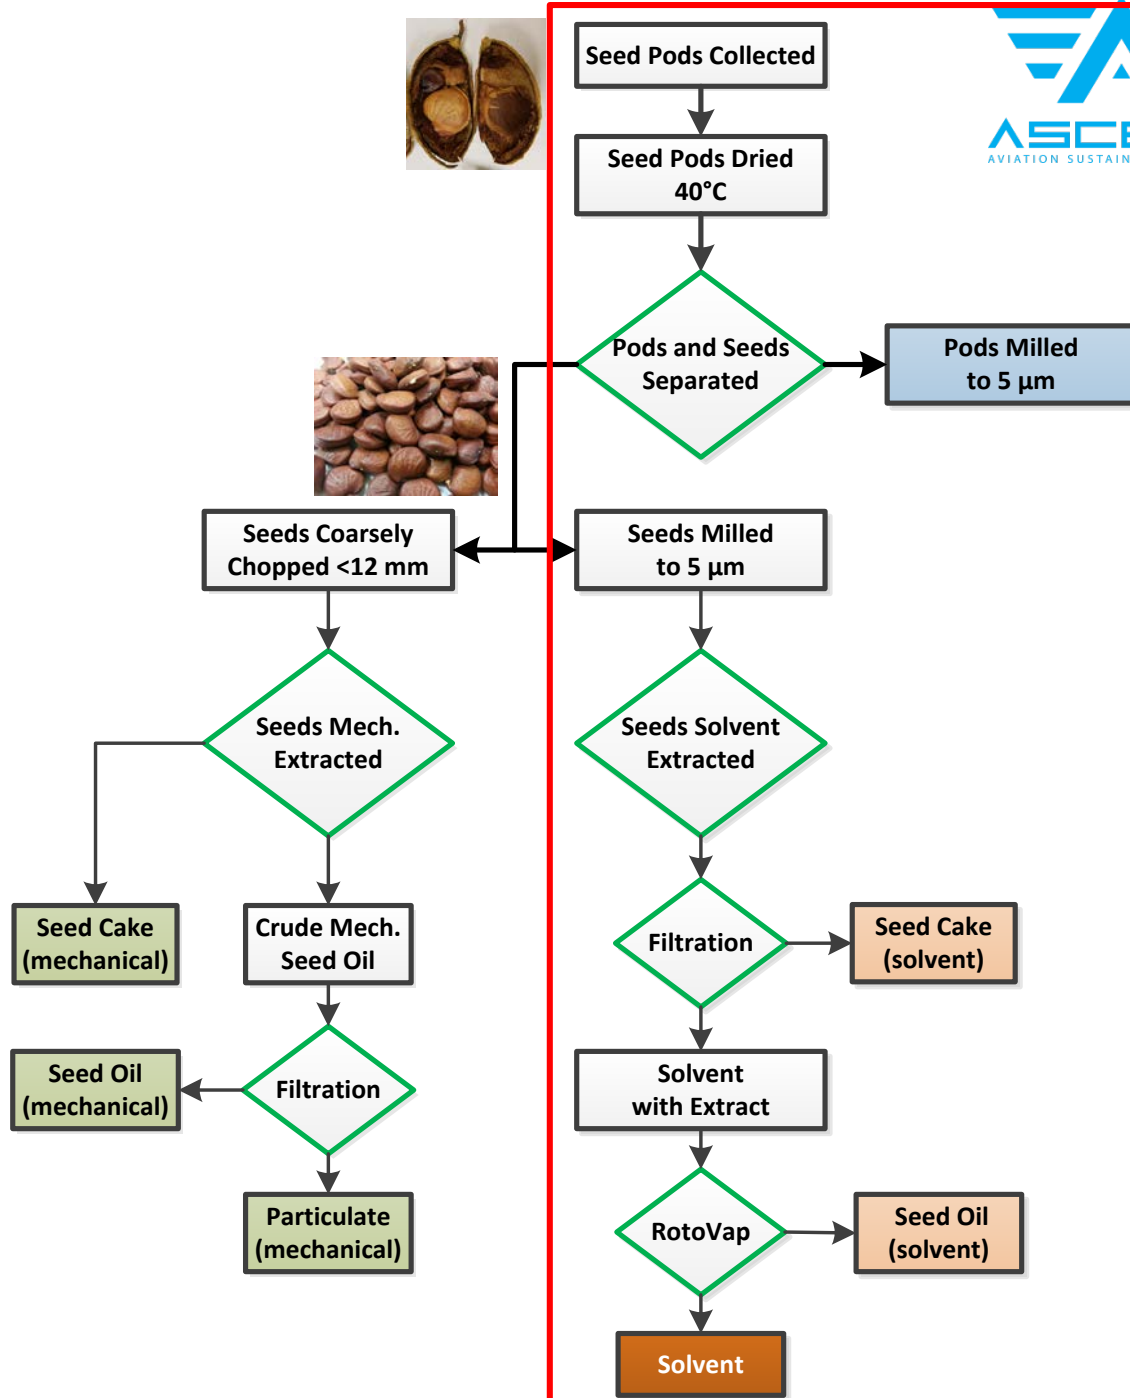 Seed Pods Collected
Seed Pods Dried
40°C
Pods and Seeds
Separated
Pods Milled
to 5 µm
Seeds Coarsely
Chopped <12 mm
Seeds Milled
to 5 µm
Seeds Mech.
Extracted
Seeds Solvent
Extracted
Seed Cake
(mechanical)
Crude Mech.
Seed Oil
Filtration
Seed Cake
(solvent)
Seed Oil
(mechanical)
Filtration
Solvent
with Extract
Particulate
(mechanical)
RotoVap
Seed Oil
(solvent)
Solvent
ASCE
AVIATION SUSTAIN